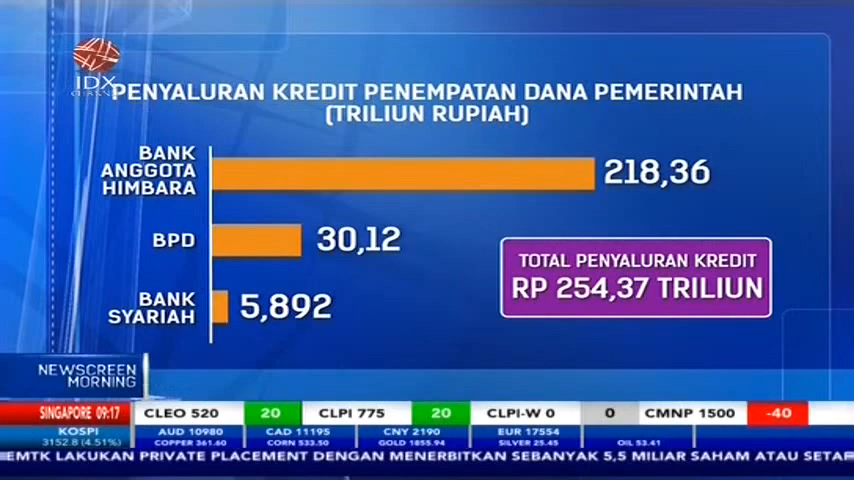 IDX
CHANNEL
PENYALURAN KREDIT PENEMPATAN DANA PEMERINTAH
(TRILIUN RUPIAH)
BANK
ANGGOTA
HIMBARA
218,36
BPD
30,12
BANK
SYARIAH
5,892
TOTAL PENYALURAN KREDIT
RP 254,37 TRILIUN
NEWSCREEN
MORNING
SINGAPORE 09:17
CLEO 520 20 CLPI 775 20 CLPI-W 0 0 CMNP 1500 -40
KOSPI
3152.8 (4.51%)
AUD 10980 CAD 11195 CNY 2190 EUR 17554
COPPER 361.60 CORN 533.50 GOLD 1855.94 SILVER 25.45 OIL 53.41
EMTK LAKUKAN PRIVATE PLACEMENT DENGAN MENERBITKAN SEBANYAK 5,5 MILIAR SAHAM ATAU SETAR